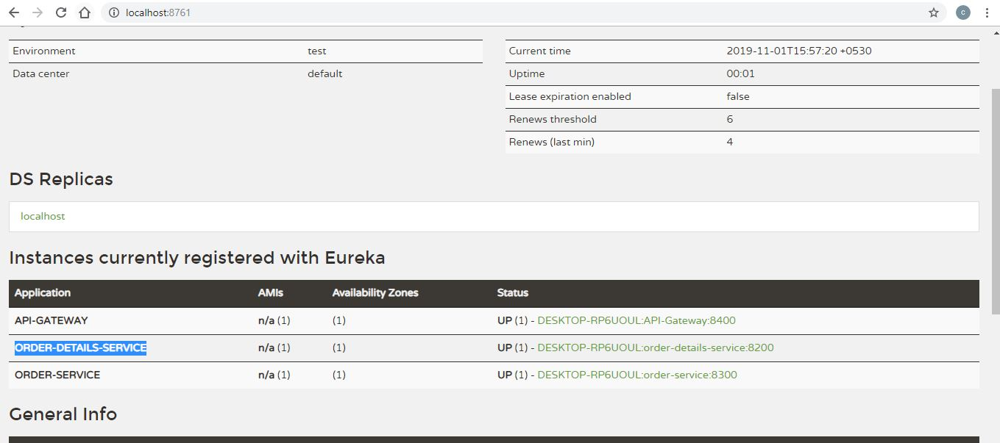 localhost:8761
c
Environment test
Data center default
Current time 2019-11-01T15:57:20 +0530
Uptime 00:01
Lease expiration enabled false
Renews threshold 6
Renews (last min) 4
DS Replicas
localhost
Instances currently registered with Eureka
Application AMIs Availability Zones Status
API-GATEWAY n/a (1) (1) UP (1) - DESKTOP-RP6UOUL:API-Gateway:8400
ORDER-DETAILS-SERVICE n/a (1) (1) UP (1) - DESKTOP-RP6UOUL:order-details-service:8200
ORDER-SERVICE n/a (1) (1) UP (1) - DESKTOP-RP6UOUL:order-service:8300
General Info